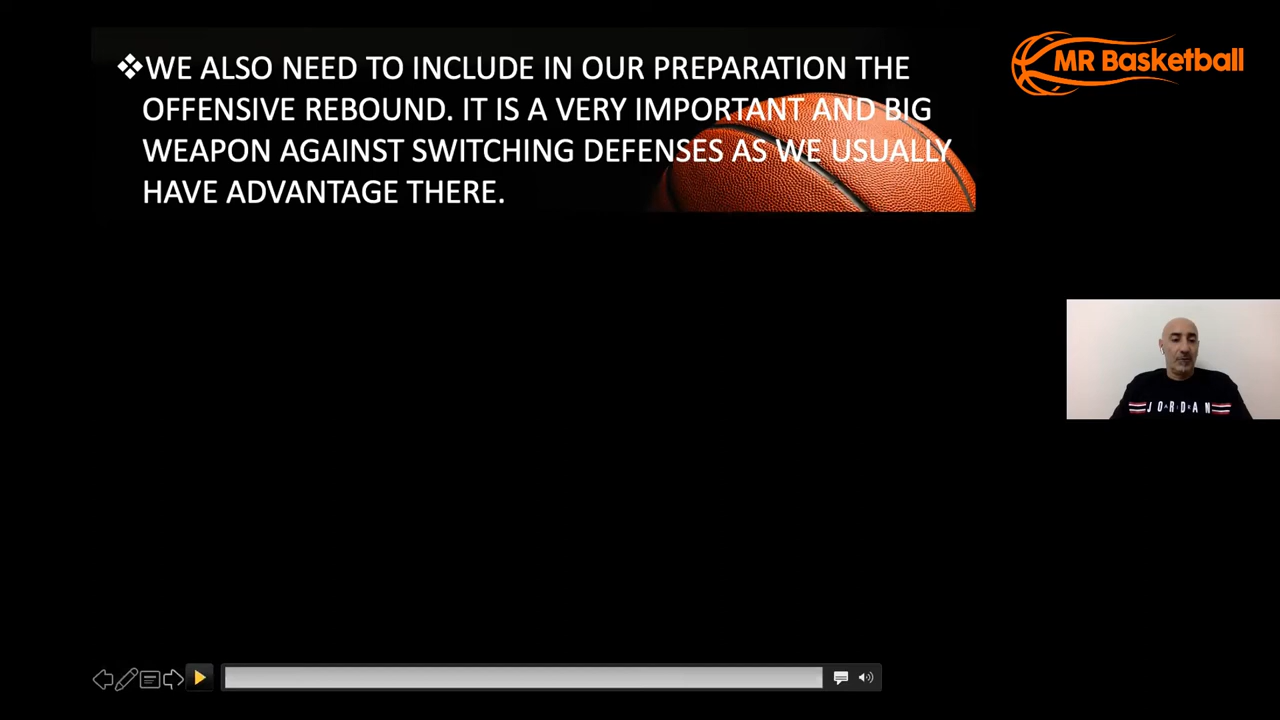 ❖WE ALSO NEED TO INCLUDE IN OUR PREPARATION THE
OFFENSIVE REBOUND. IT IS A VERY IMPORTANT AND BIG
WEAPON AGAINST SWITCHING DEFENSES AS WE USUALLY
HAVE ADVANTAGE THERE.
MR Basketball
JORDAN